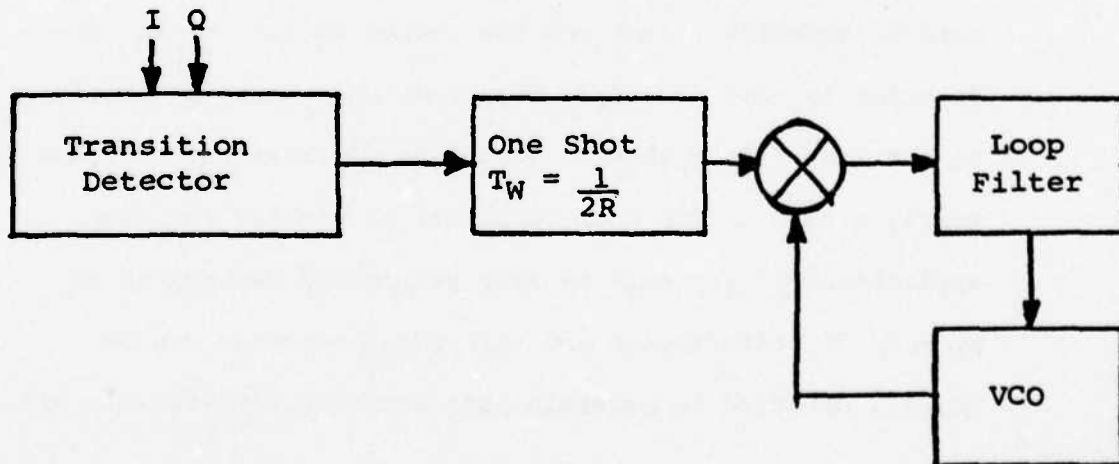 I Q
Transition
Detector
One Shot
T_W = 1/2R
Loop
Filter
VCO